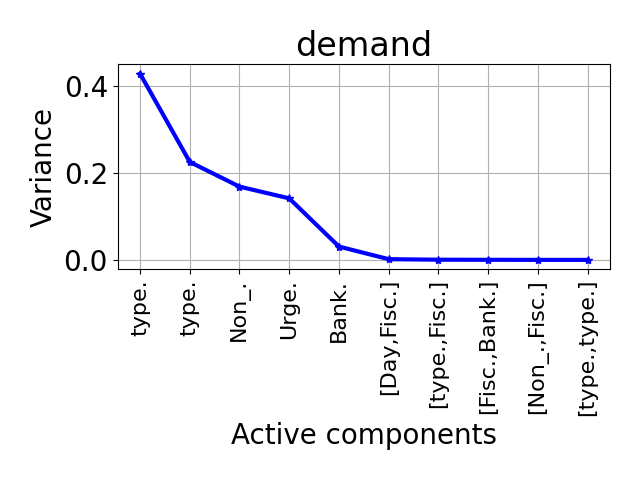 demand
0.4
0.2
0.0
Variance
type.
type.
Non_.
Urge.
Bank.
[Day,Fisc.]
[type.,Fisc.]
[Fisc.,Bank.]
[Non_.,Fisc.]
[type.,type.]
Active components